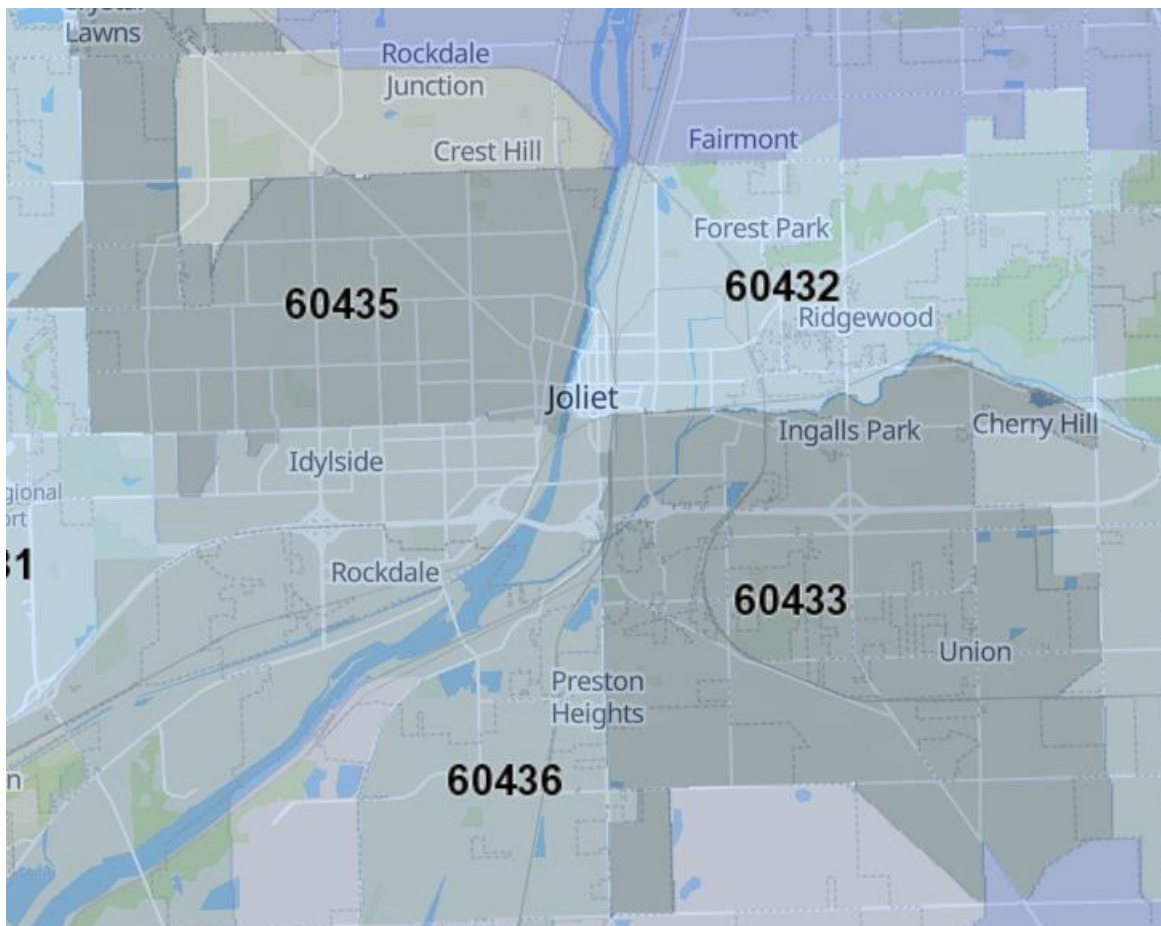 Lawns
Rockdale
Junction
Crest Hill
Fairmont
Forest Park
60435
60432
Ridgewood
Joliet
Ingalls Park
Cherry Hill
Idylside
31
Rockdale
60433
Union
Preston
Heights
60436
n